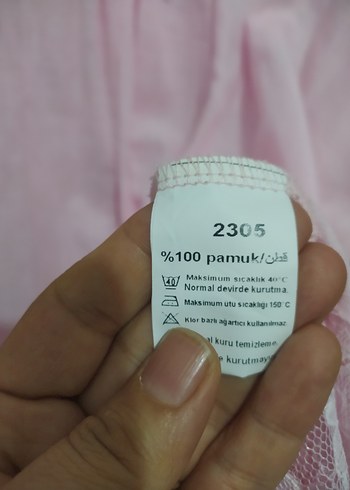 2305
%100 pamuk/قطن
40
Maksimum sıcaklık 40°C
Normal devirde kurutma.
Maksimum ütü sıcaklığı 150°C
Klor bazlı ağartıcı kullanılmaz.
kuru temizleme.
kurutmayın